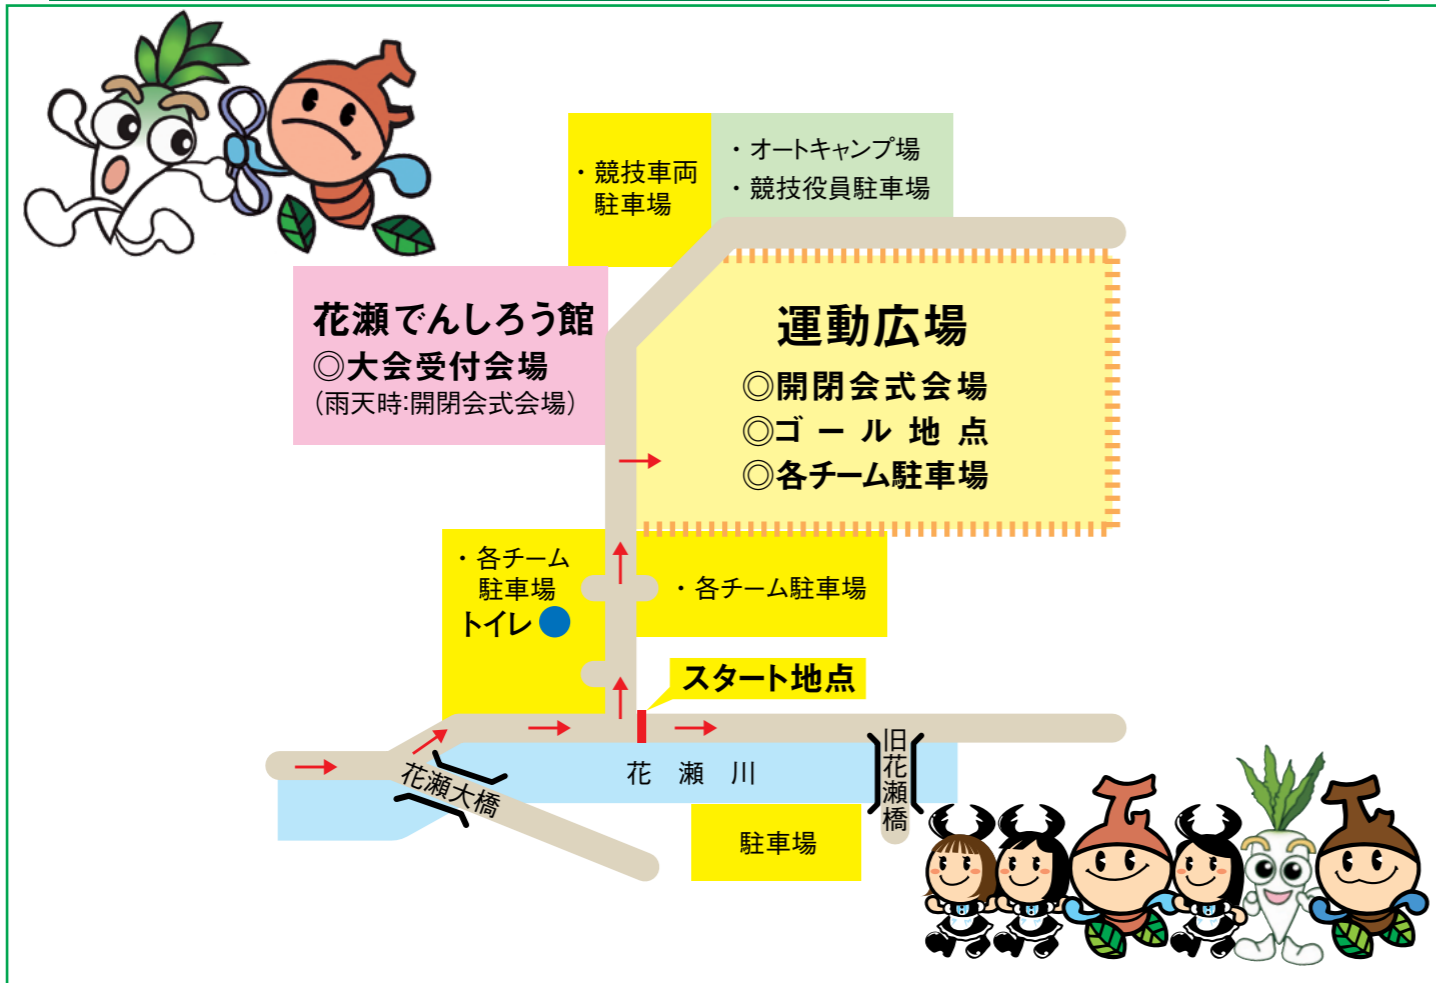 ・競技車両
駐車場
・オートキャンプ場
・競技役員駐車場
花瀬でんしろう館
◎大会受付会場
（雨天時:開閉会式会場）
運動広場
◎開閉会式会場
◎ゴール地点
◎各チーム駐車場
・各チーム
駐車場
トイレ
・各チーム駐車場
スタート地点
花瀬川
花瀬大橋
旧花瀬橋
駐車場